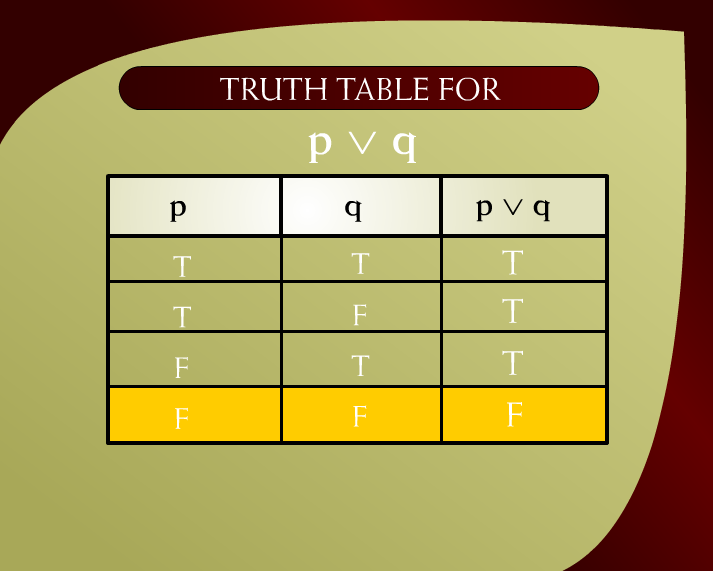 TRUTH TABLE FOR
p ∨ q
p q p ∨ q
T T T
T F T
F T T
F F F